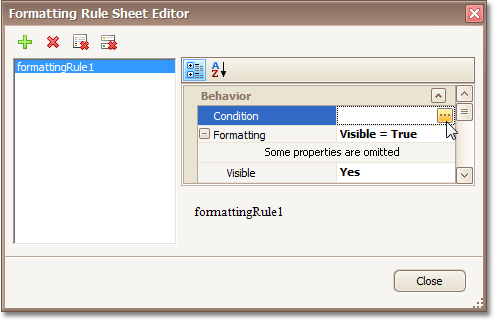 Formatting Rule Sheet Editor
formattingRule1
A
Z
Behavior
Condition
Formatting Visible = True
Some properties are omitted
Visible Yes
formattingRule1
Close